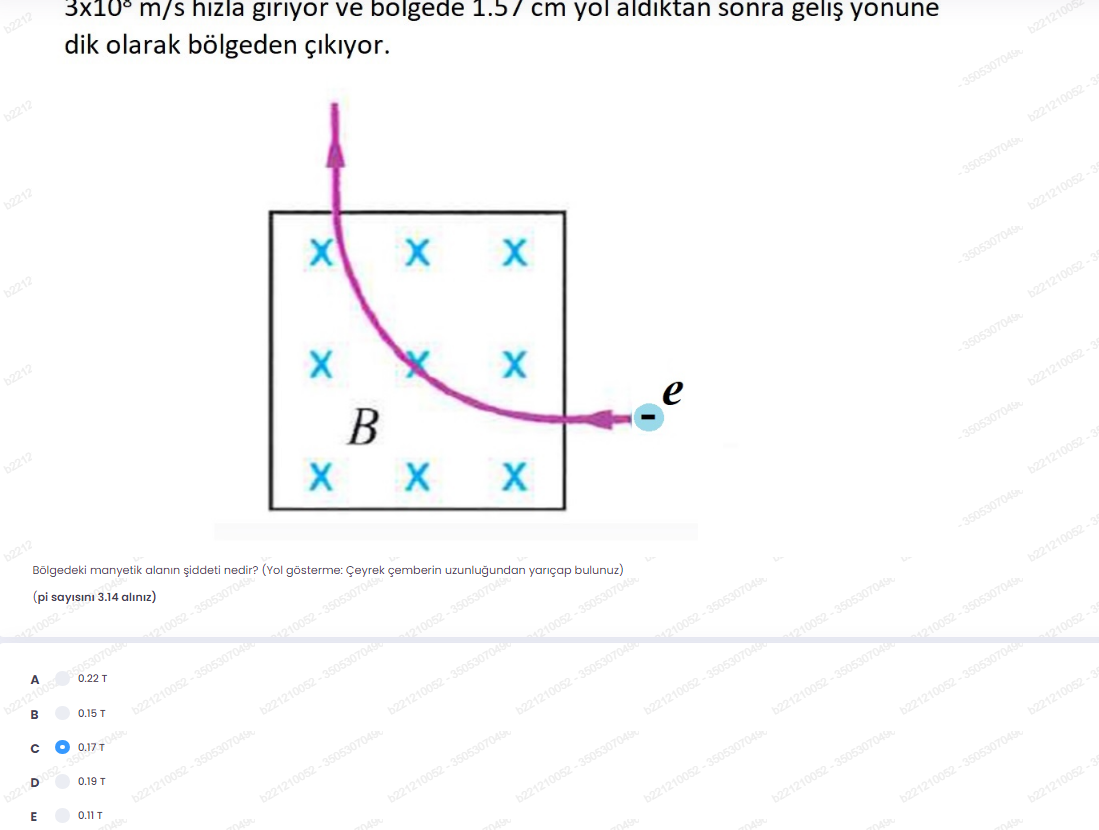 3x10⁸ m/s hızla giriyor ve bölgede 1.57 cm yol aldıktan sonra geliş yönüne
dik olarak bölgeden çıkıyor.
X X X
e
X X X
-
B
X X X
Bölgedeki manyetik alanın şiddeti nedir? (Yol gösterme: Çeyrek çemberin uzunluğundan yarıçap bulunuz)
(pi sayısını 3.14 alınız)
A 0.22 T
B 0.15 T
C 0.17 T
D 0.19 T
E 0.11 T